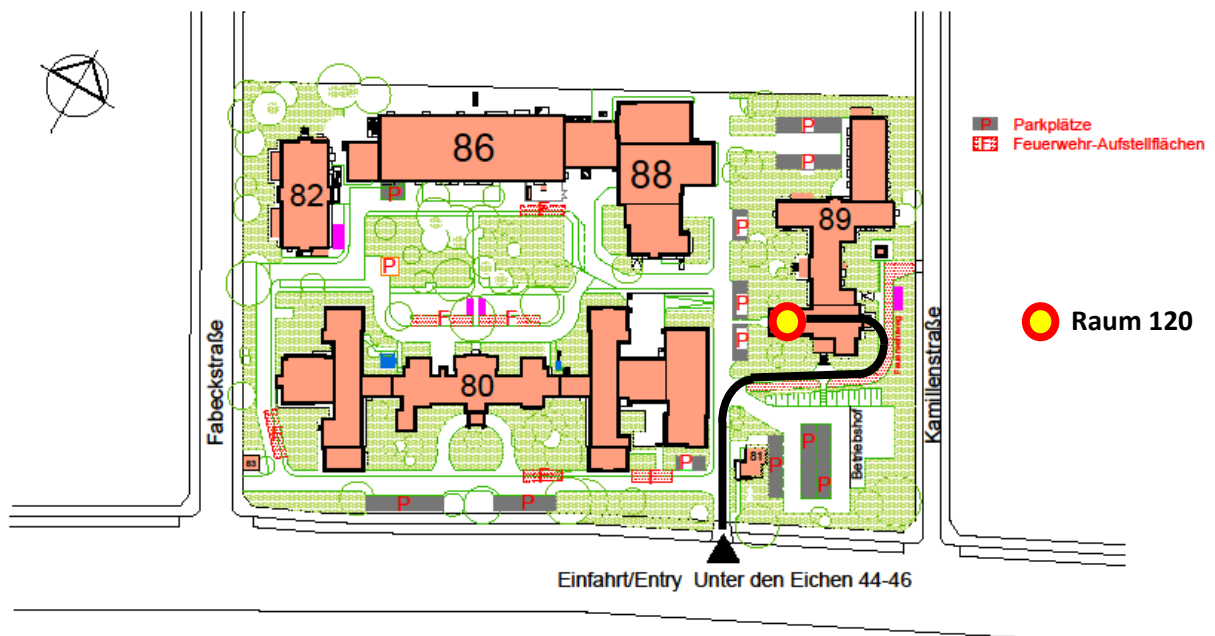 86
88
82
89
80
81
83
P Parkplätze
F Feuerwehr-Aufstellflächen
Raum 120
Fabeckstraße
Kamillenstraße
Betriebshof
P
P
P
P
P
P
P
P
P
P
P
P
P
F
F
F
F
F
F
Einfahrt/Entry Unter den Eichen 44-46